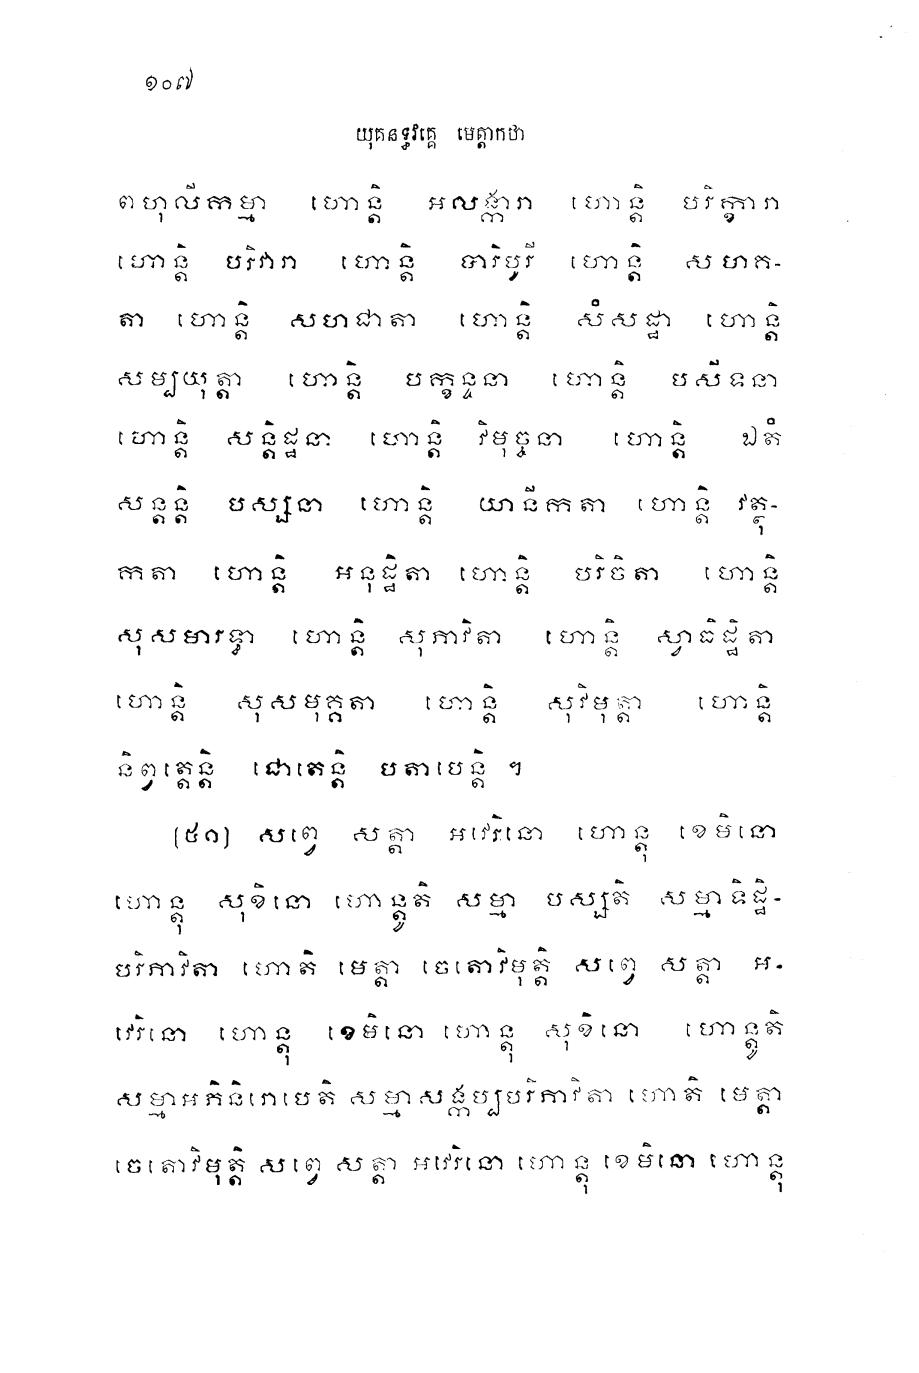 ១០៧
យុគនទ្ធវគ្គេ មេត្តាកថា
ពហុលីកម្មា ហោន្តិ អលង្ការា ហោន្តិ បរិក្ខារា
ហោន្តិ បរិវារា ហោន្តិ បារិបូរី ហោន្តិ សហគ-
តា ហោន្តិ សហជាតា ហោន្តិ សំសដ្ឋា ហោន្តិ
សម្បយុត្តា ហោន្តិ បក្ខន្ទនា ហោន្តិ បសីទនា
ហោន្តិ សន្តិដ្ឋនា ហោន្តិ វិមុច្ចនា ហោន្តិ ឯតំ
សន្តន្តិ បស្សនា ហោន្តិ យានីកតា ហោន្តិ វត្ថុ-
កតា ហោន្តិ អនុដ្ឋិតា ហោន្តិ បរិចិតា ហោន្តិ
សុសមារទ្ធា ហោន្តិ សុភាវិតា ហោន្តិ ស្វាធិដ្ឋិតា
ហោន្តិ សុសមុគ្គតា ហោន្តិ សុវិមុត្តា ហោន្តិ
និព្វត្តេន្តិ ជោតេន្តិ បតាបេន្តិ ។
(៥១) សព្វេ សត្តា អវេរិនោ ហោន្តុ ខេមិនោ
ហោន្តុ សុខិនោ ហោន្តូតិ សម្មា បស្សតិ សម្មាទិដ្ឋិ-
បរិភាវិតា ហោតិ មេត្តា ចេតោវិមុត្តិ សព្វេ សត្តា អ-
វេរិនោ ហោន្តុ ខេមិនោ ហោន្តុ សុខិនោ ហោន្តូតិ
សម្មាអភិនិរោបេតិ សម្មាសង្កប្បបរិភាវិតា ហោតិ មេត្តា
ចេតោវិមុត្តិ សព្វេ សត្តា អវេរិនោ ហោន្តុ ខេមិនោ ហោន្តុ